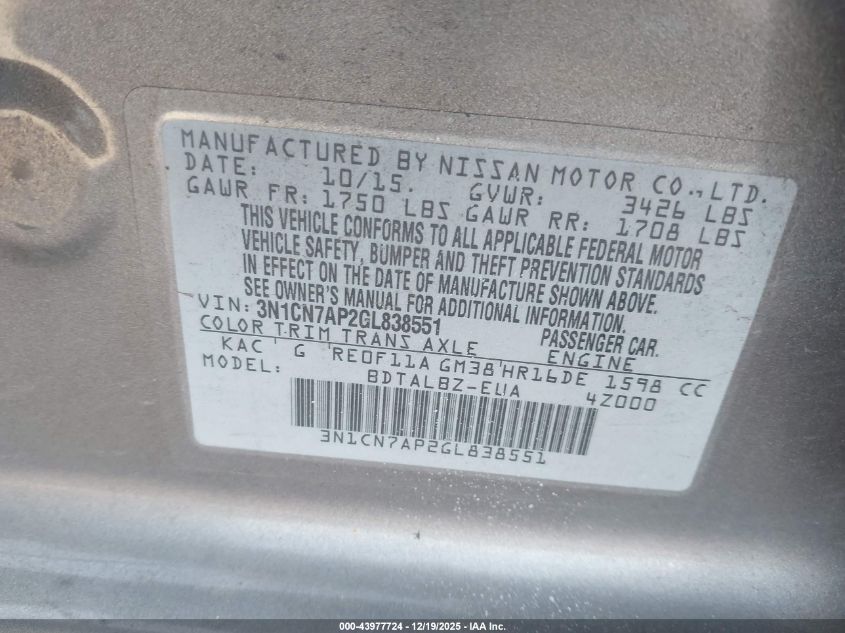 MANUFACTURED BY NISSAN MOTOR CO., LTD.
DATE: 10/15. GVWR: 3426 LBS
GAWR FR: 1750 LBS GAWR RR: 1708 LBS
THIS VEHICLE CONFORMS TO ALL APPLICABLE FEDERAL MOTOR
VEHICLE SAFETY, BUMPER AND THEFT PREVENTION STANDARDS
IN EFFECT ON THE DATE OF MANUFACTURE SHOWN ABOVE.
SEE OWNER'S MANUAL FOR ADDITIONAL INFORMATION.
VIN: 3N1CN7AP2GL838551 PASSENGER CAR.
COLOR TRIM TRANS AXLE ENGINE
KAC G RE0F11A GM38 HR16DE 1598 CC
MODEL: BDTALBZ-EUA 4Z000
3N1CN7AP2GL838551
000-43977724 - 12/19/2025 - IAA Inc.